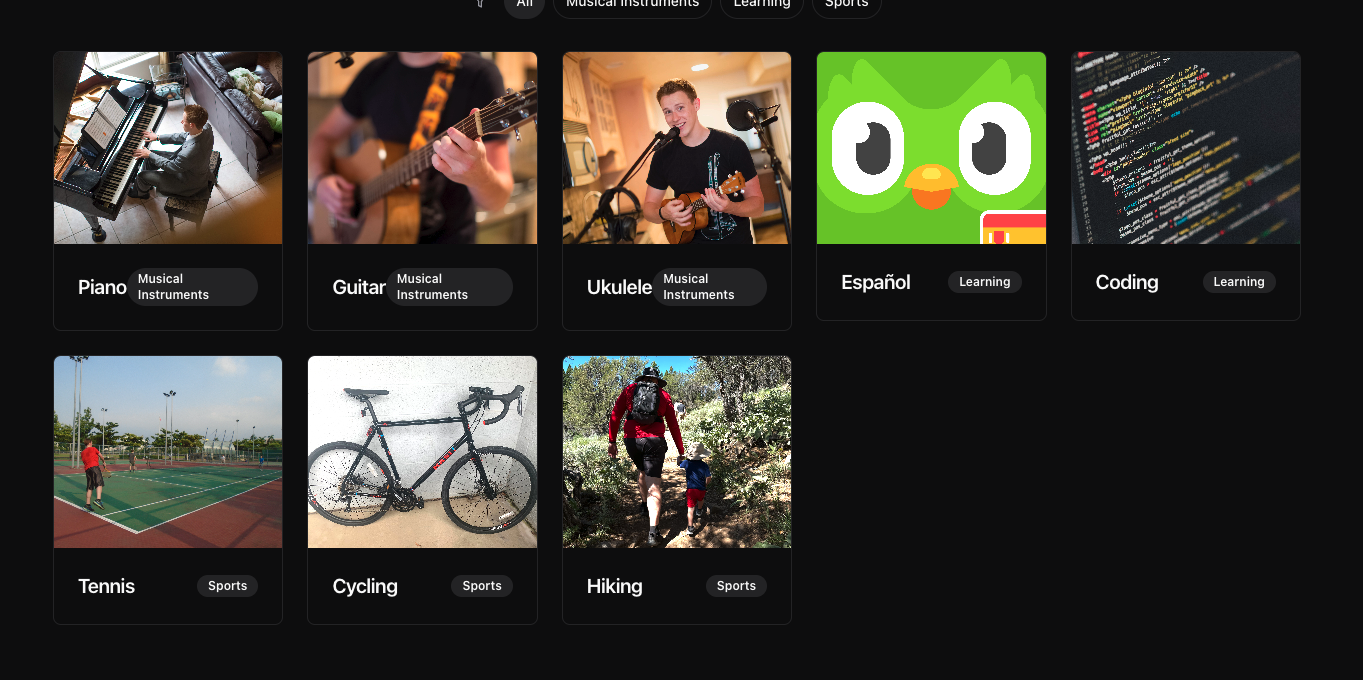 All
Musical Instruments
Learning
Sports
Piano
Musical
Instruments
Guitar
Musical
Instruments
Ukulele
Musical
Instruments
Español
Learning
Coding
Learning
Tennis
Sports
Cycling
Sports
Hiking
Sports